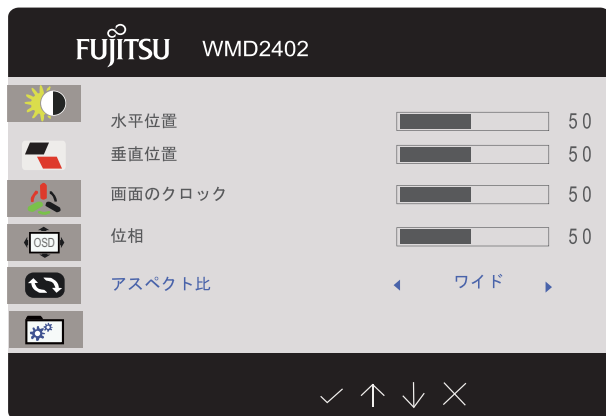 FUJITSU WMD2402
水平位置 50
垂直位置 50
画面のクロック 50
位相 50
OSD
アスペクト比 ワイド